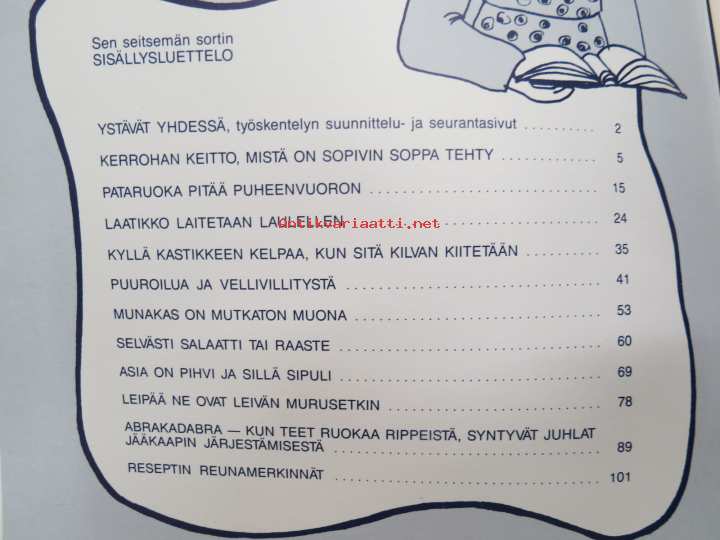 Sen seitsemän sortin
SISÄLLYSLUETTELO
YSTÄVÄT YHDESSÄ, työskentelyn suunnittelu- ja seurantasivut .......... 2
KERROHAN KEITTO, MISTÄ ON SOPIVIN SOPPA TEHTY ............. 5
PATARUOKA PITÄÄ PUHEENVUORON ................................ 15
LAATIKKO LAITETAAN LAULELLEN ................................ 24
antikvariaatti.net
KYLLÄ KASTIKKEEN KELPAA, KUN SITÄ KILVAN KIITETÄÄN .......... 35
PUUROILUA JA VELLIVILLITYSTÄ ................................ 41
MUNAKAS ON MUTKATON MUONA ................................ 53
SELVÄSTI SALAATTI TAI RAASTE ................................ 60
ASIA ON PIHVI JA SILLÄ SIPULI ................................ 69
LEIPÄÄ NE OVAT LEIVÄN MURUSETKIN ........................... 78
ABRAKADABRA — KUN TEET RUOKAA RIPPEISTÄ, SYNTYVÄT JUHLAT
JÄÄKAAPIN JÄRJESTÄMISESTÄ ................................ 89
RESEPTIN REUNAMERKINNÄT ................................ 101